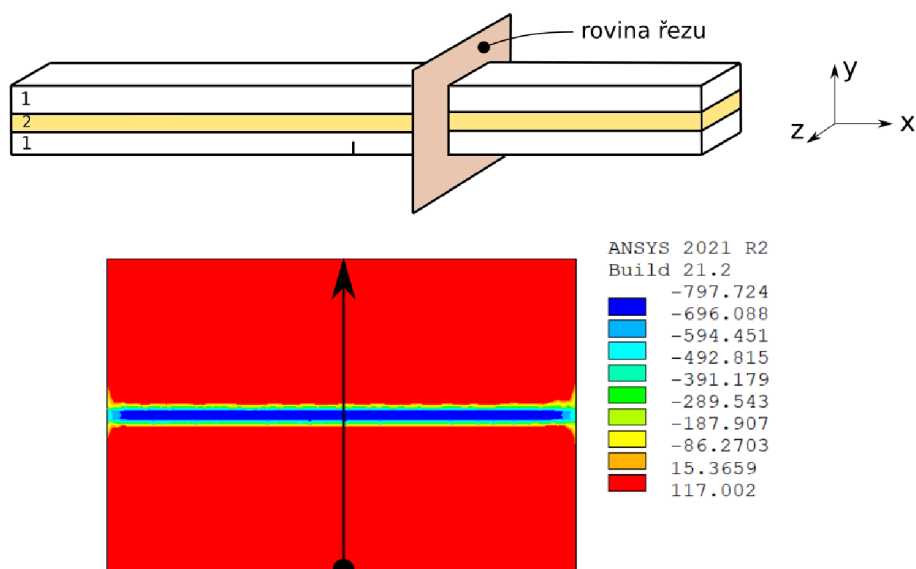 rovina řezu
1
2
1
y
z
x
ANSYS 2021 R2
Build 21.2
-797.724
-696.088
-594.451
-492.815
-391.179
-289.543
-187.907
-86.2703
15.3659
117.002